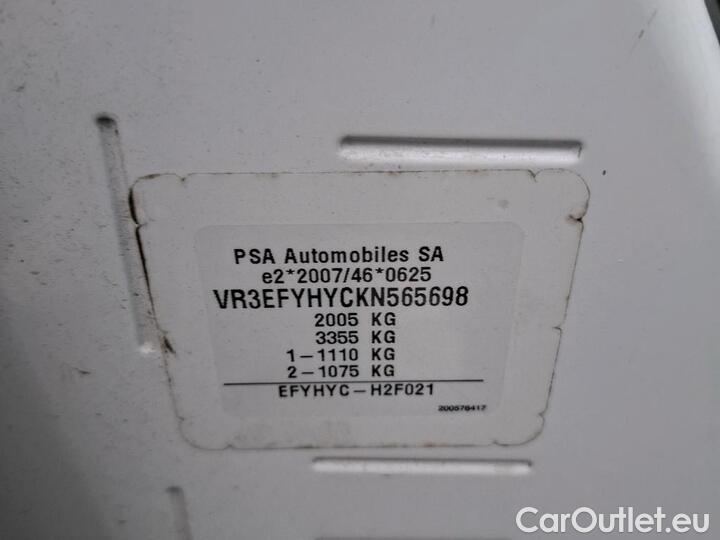 PSA Automobiles SA
e2*2007/46*0625
VR3EFYHYCKN565698
2005 KG
3355 KG
1-1110 KG
2-1075 KG
EFYHYC-H2F021
200576417
CarOutlet.eu